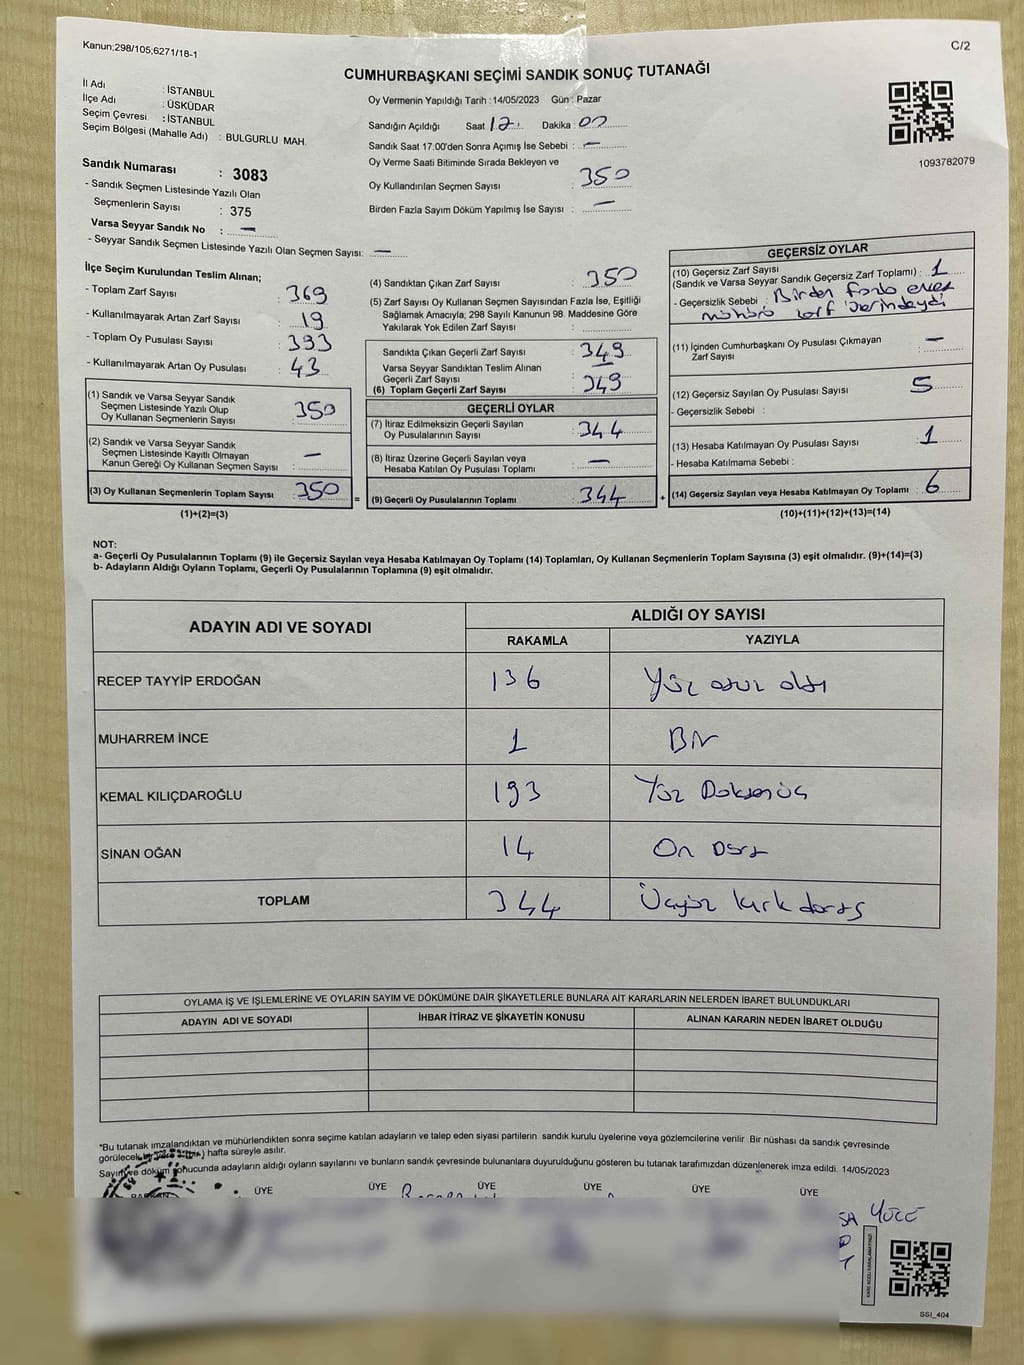 Kanun;298/105;6271/18-1
C/2
CUMHURBAŞKANI SEÇİMİ SANDIK SONUÇ TUTANAĞI
İl Adı : İSTANBUL
İlçe Adı : ÜSKÜDAR
Seçim Çevresi : İSTANBUL
Seçim Bölgesi (Mahalle Adı) : BULGURLU MAH.
Oy Vermenin Yapıldığı Tarih : 14/05/2023 Gün : Pazar
Sandığın Açıldığı Saat 17 Dakika : 00
Sandık Saat 17:00'den Sonra Açımış İse Sebebi : —
Oy Verme Saati Bitiminde Sırada Bekleyen ve
Oy Kullandırılan Seçmen Sayısı : 350
Birden Fazla Sayım Döküm Yapılmış İse Sayısı : —
1093782079
Sandık Numarası : 3083
- Sandık Seçmen Listesinde Yazılı Olan
Seçmenlerin Sayısı : 375
Varsa Seyyar Sandık No : —
- Seyyar Sandık Seçmen Listesinde Yazılı Olan Seçmen Sayısı: —
İlçe Seçim Kurulundan Teslim Alınan;
- Toplam Zarf Sayısı : 369
- Kullanılmayarak Artan Zarf Sayısı : 19
- Toplam Oy Pusulası Sayısı : 393
- Kullanılmayarak Artan Oy Pusulası : 43
(1) Sandık ve Varsa Seyyar Sandık
Seçmen Listesinde Yazılı Olup
Oy Kullanan Seçmenlerin Sayısı : 350
(2) Sandık ve Varsa Seyyar Sandık
Seçmen Listesinde Kayıtlı Olmayan
Kanun Gereği Oy Kullanan Seçmen Sayısı : —
(3) Oy Kullanan Seçmenlerin Toplam Sayısı : 350 =
(1)+(2)=(3)
(4) Sandıktan Çıkan Zarf Sayısı : 350
(5) Zarf Sayısı Oy Kullanan Seçmen Sayısından Fazla İse, Eşitliği
Sağlamak Amacıyla; 298 Sayılı Kanunun 98. Maddesine Göre
Yakılarak Yok Edilen Zarf Sayısı :
Sandıkta Çıkan Geçerli Zarf Sayısı : 349
Varsa Seyyar Sandıktan Teslim Alınan
Geçerli Zarf Sayısı
(6) Toplam Geçerli Zarf Sayısı : 349
GEÇERLİ OYLAR
(7) İtiraz Edilmeksizin Geçerli Sayılan
Oy Pusulalarının Sayısı : 344
(8) İtiraz Üzerine Geçerli Sayılan veya
Hesaba Katılan Oy Pusulası Toplamı : —
(9) Geçerli Oy Pusulalarının Toplamı : 344 +
GEÇERSİZ OYLAR
(10) Geçersiz Zarf Sayısı
(Sandık ve Varsa Seyyar Sandık Geçersiz Zarf Toplamı) : 1
- Geçersizlik Sebebi : Birden fazla evet
mührü zarf üzerindeydi
(11) İçinden Cumhurbaşkanı Oy Pusulası Çıkmayan
Zarf Sayısı : —
(12) Geçersiz Sayılan Oy Pusulası Sayısı : 5
- Geçersizlik Sebebi :
(13) Hesaba Katılmayan Oy Pusulası Sayısı : 1
- Hesaba Katılmama Sebebi :
(14) Geçersiz Sayılan veya Hesaba Katılmayan Oy Toplamı : 6
(10)+(11)+(12)+(13)=(14)
NOT:
a- Geçerli Oy Pusulalarının Toplamı (9) ile Geçersiz Sayılan veya Hesaba Katılmayan Oy Toplamı (14) Toplamları, Oy Kullanan Seçmenlerin Toplam Sayısına (3) eşit olmalıdır. (9)+(14)=(3)
b- Adayların Aldığı Oyların Toplamı, Geçerli Oy Pusulalarının Toplamına (9) eşit olmalıdır.
ADAYIN ADI VE SOYADI
ALDIĞI OY SAYISI
RAKAMLA YAZIYLA
RECEP TAYYİP ERDOĞAN 136 Yüz otuz altı
MUHARREM İNCE 1 Bir
KEMAL KILIÇDAROĞLU 193 Yüz Doksanüç
SİNAN OĞAN 14 On Dört
TOPLAM 344 Üçyüz kırk dört
OYLAMA İŞ VE İŞLEMLERİNE VE OYLARIN SAYIM VE DÖKÜMÜNE DAİR ŞİKAYETLERLE BUNLARA AİT KARARLARIN NELERDEN İBARET BULUNDUKLARI
ADAYIN ADI VE SOYADI İHBAR İTİRAZ VE ŞİKAYETİN KONUSU ALINAN KARARIN NEDEN İBARET OLDUĞU
*Bu tutanak imzalandıktan ve mühürlendikten sonra seçime katılan adayların ve talep eden siyasi partilerin sandık kurulu üyelerine veya gözlemcilerine verilir Bir nüshası da sandık çevresinde
görülecek hafta süreyle asılır.
Sayım ve döküm sonucunda adayların aldığı oyların sayılarını ve bunların sandık çevresinde bulunanlara duyurulduğunu gösteren bu tutanak tarafımızdan düzenlenerek imza edildi. 14/05/2023
ÜYE ÜYE ÜYE ÜYE ÜYE ÜYE
YÜCE
SSI_404